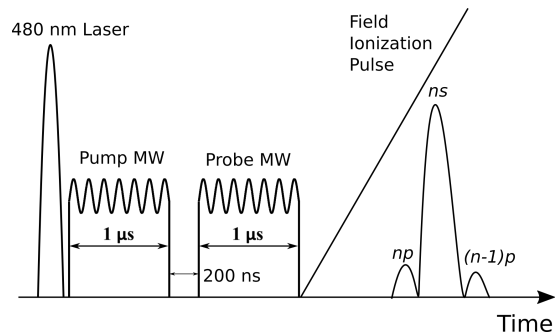 480 nm Laser
Field
Ionization
Pulse
ns
Pump MW
Probe MW
1 μs
1 μs
200 ns
np
(n-1)p
Time